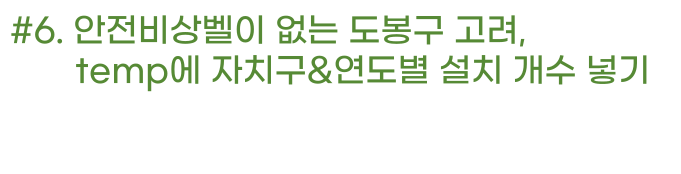 #6. 안전비상벨이 없는 도봉구 고려,
temp에 자치구&연도별 설치 개수 넣기